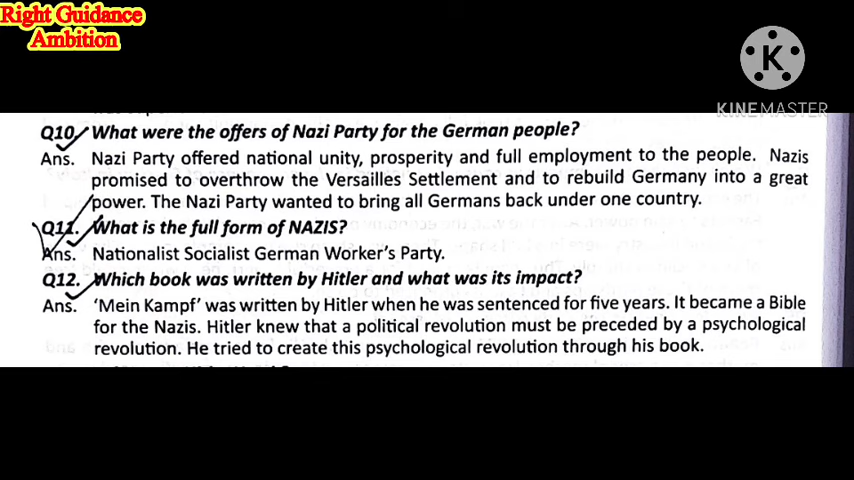 Right Guidance
Ambition
K
KINEMASTER
Q10. What were the offers of Nazi Party for the German people?
Ans. Nazi Party offered national unity, prosperity and full employment to the people. Nazis
promised to overthrow the Versailles Settlement and to rebuild Germany into a great
power. The Nazi Party wanted to bring all Germans back under one country.
Q11. What is the full form of NAZIS?
Ans. Nationalist Socialist German Worker's Party.
Q12. Which book was written by Hitler and what was its impact?
Ans. 'Mein Kampf' was written by Hitler when he was sentenced for five years. It became a Bible
for the Nazis. Hitler knew that a political revolution must be preceded by a psychological
revolution. He tried to create this psychological revolution through his book.